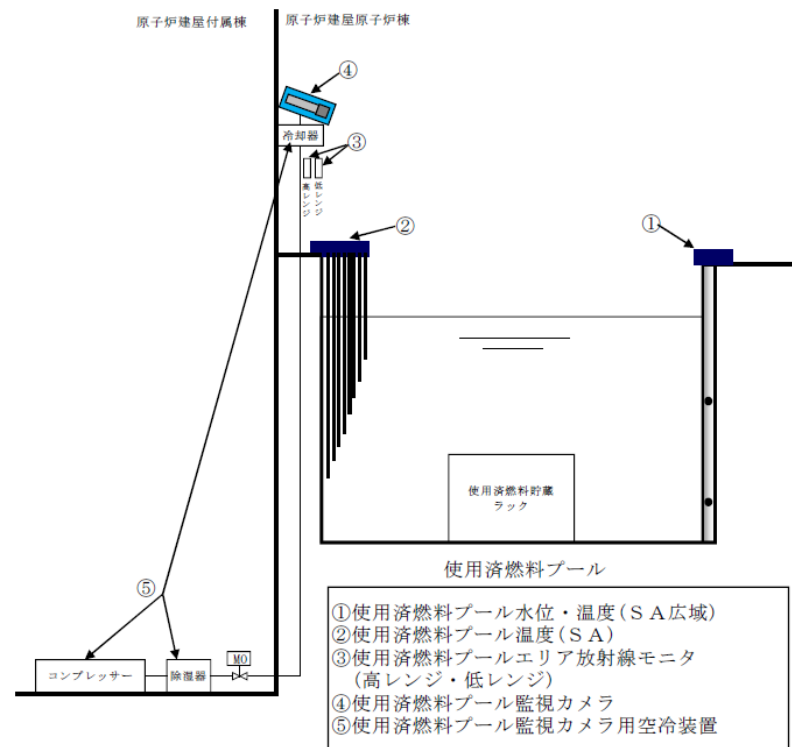 原子炉建屋付属棟
原子炉建屋原子炉棟
④
冷却器
③
高レンジ
低レンジ
②
①
使用済燃料貯蔵
ラック
使用済燃料プール
⑤
コンプレッサー
除湿器
MO
①使用済燃料プール水位・温度(ＳＡ広域)
②使用済燃料プール温度(ＳＡ)
③使用済燃料プールエリア放射線モニタ
(高レンジ・低レンジ)
④使用済燃料プール監視カメラ
⑤使用済燃料プール監視カメラ用空冷装置